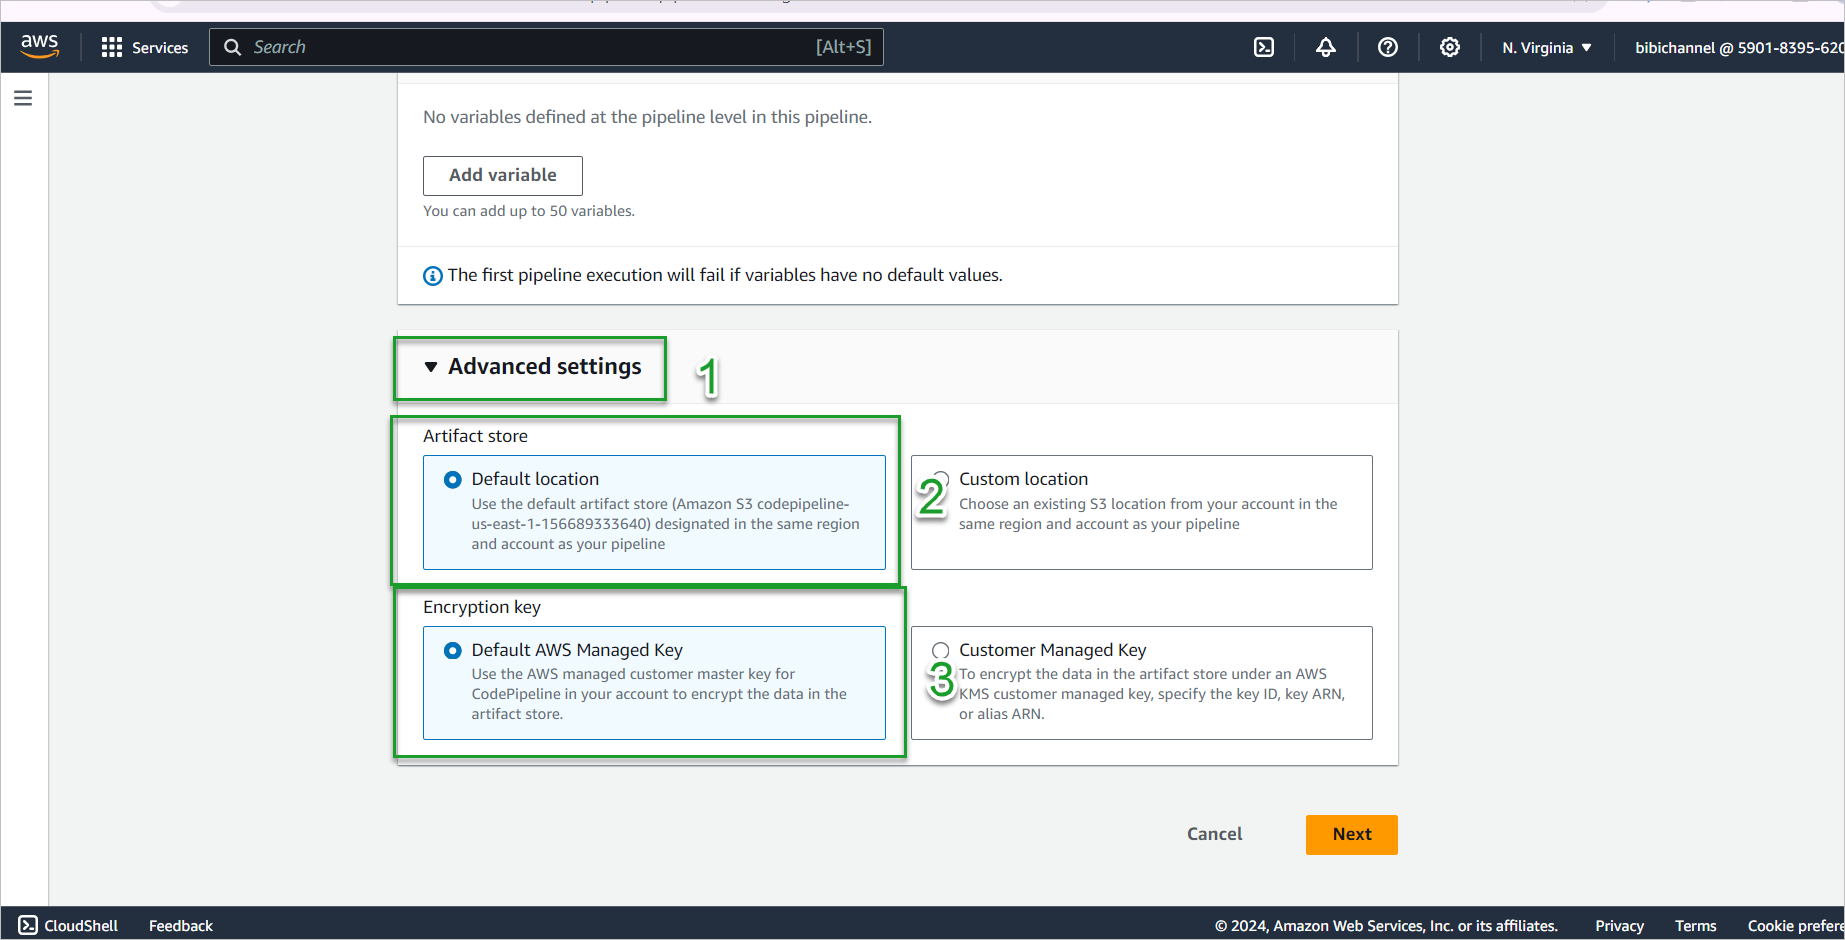 aws
Services
Search
[Alt+S]
N. Virginia
bibichannel @ 5901-8395-620
No variables defined at the pipeline level in this pipeline.
Add variable
You can add up to 50 variables.
The first pipeline execution will fail if variables have no default values.
Advanced settings
1
Artifact store
Default location
Use the default artifact store (Amazon S3 codepipeline-
us-east-1-156689333640) designated in the same region
and account as your pipeline
2
Custom location
Choose an existing S3 location from your account in the
same region and account as your pipeline
Encryption key
Default AWS Managed Key
Use the AWS managed customer master key for
CodePipeline in your account to encrypt the data in the
artifact store.
3
Customer Managed Key
To encrypt the data in the artifact store under an AWS
KMS customer managed key, specify the key ID, key ARN,
or alias ARN.
Cancel
Next
CloudShell
Feedback
© 2024, Amazon Web Services, Inc. or its affiliates.
Privacy
Terms
Cookie prefere